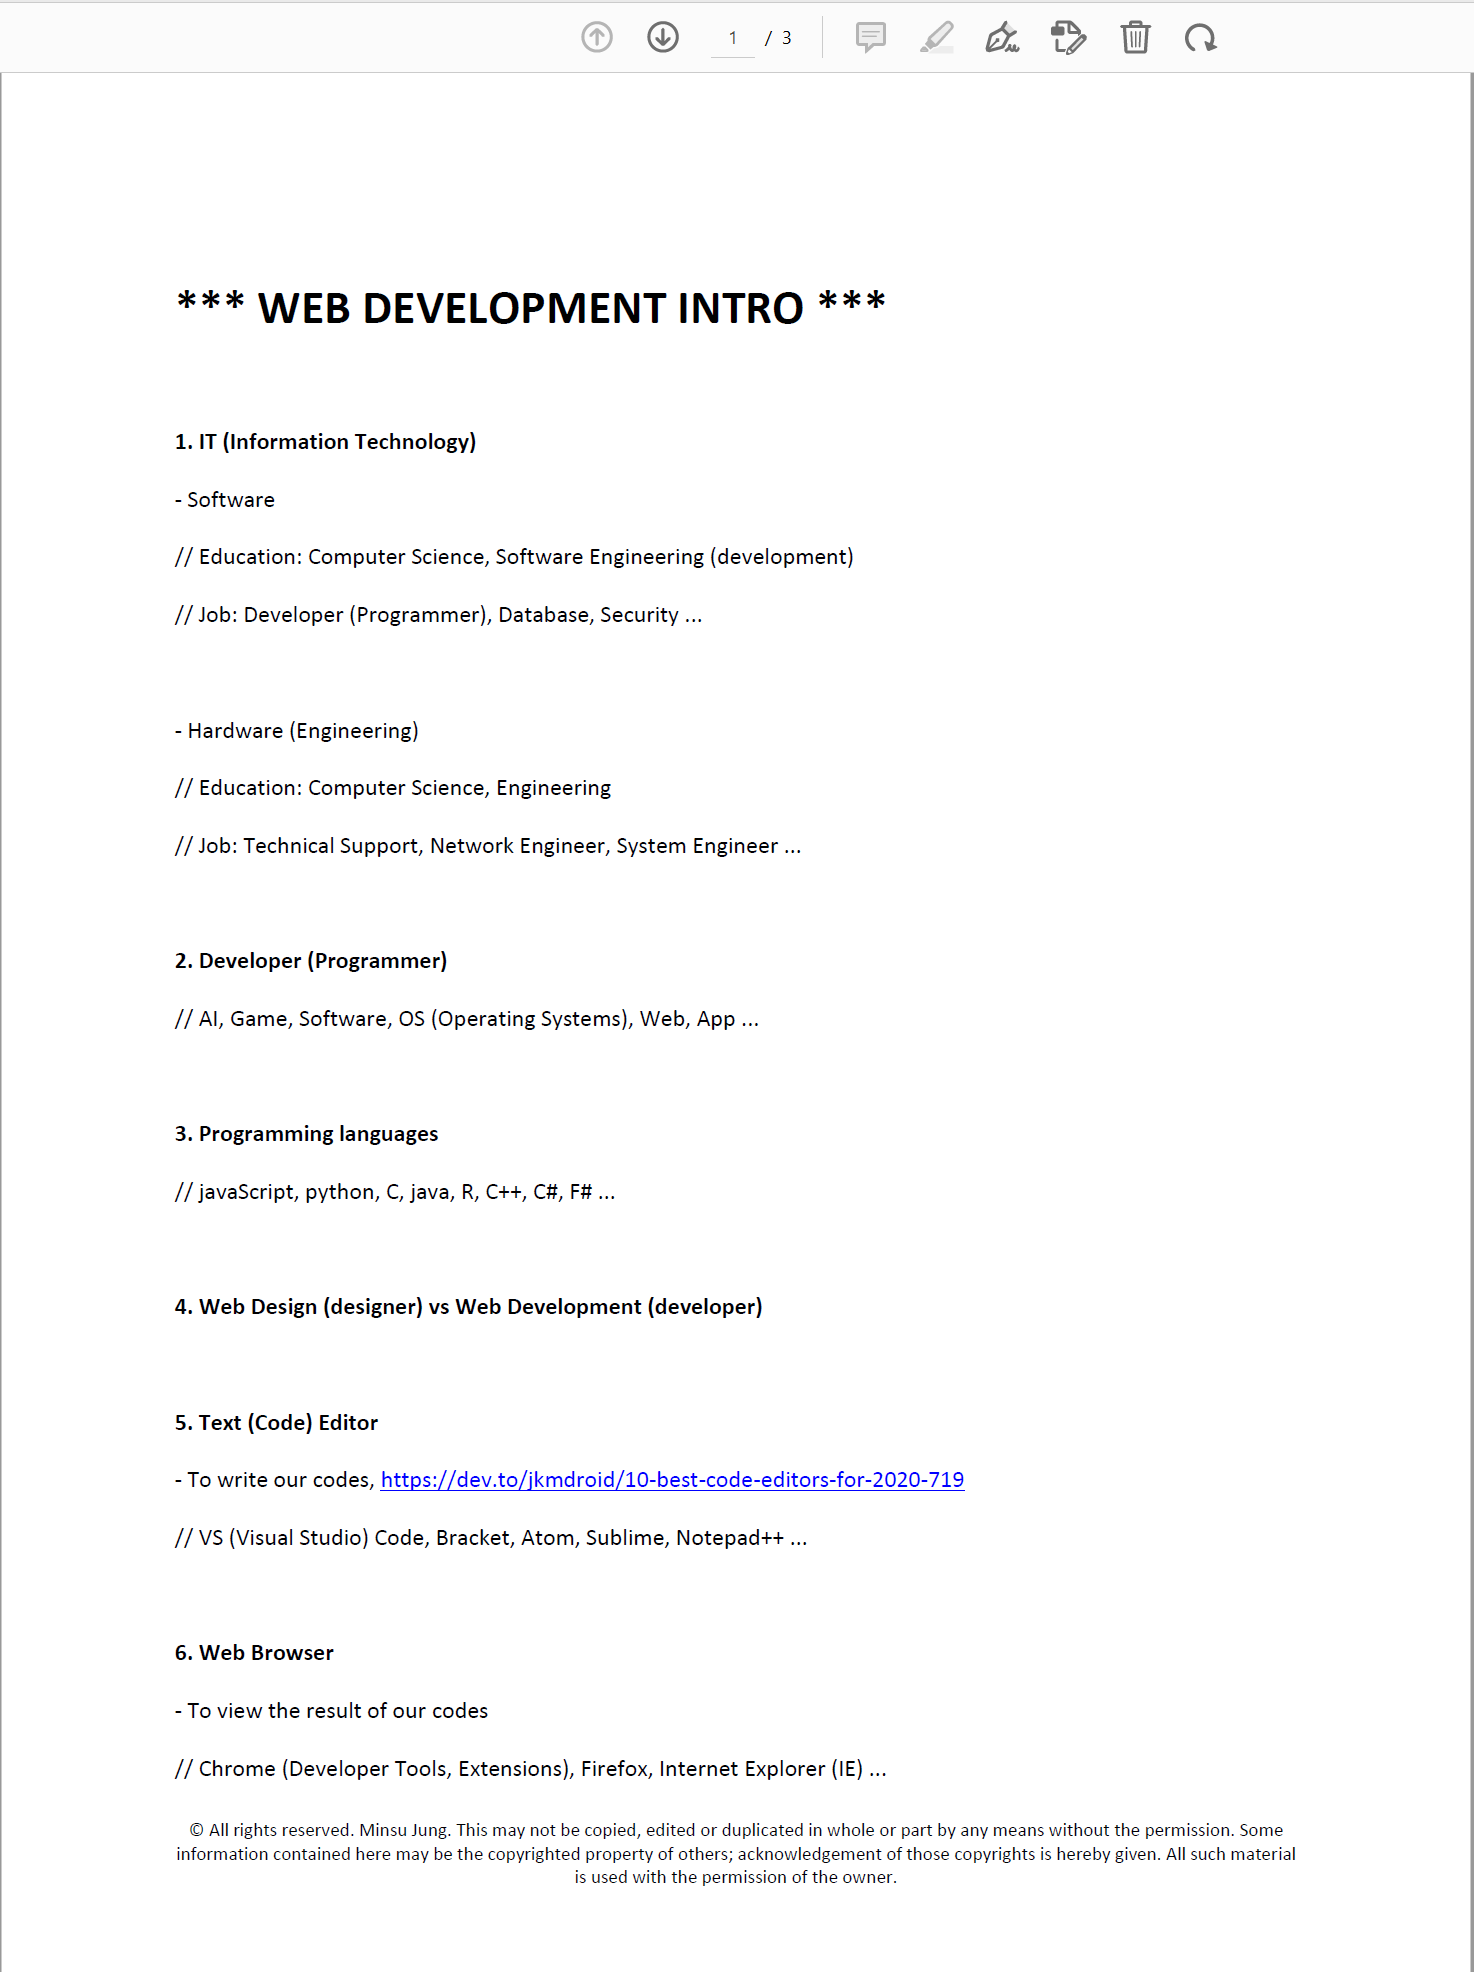 1 / 3
*** WEB DEVELOPMENT INTRO ***
1. IT (Information Technology)
- Software
// Education: Computer Science, Software Engineering (development)
// Job: Developer (Programmer), Database, Security ...
- Hardware (Engineering)
// Education: Computer Science, Engineering
// Job: Technical Support, Network Engineer, System Engineer ...
2. Developer (Programmer)
// AI, Game, Software, OS (Operating Systems), Web, App ...
3. Programming languages
// javaScript, python, C, java, R, C++, C#, F# ...
4. Web Design (designer) vs Web Development (developer)
5. Text (Code) Editor
- To write our codes, https://dev.to/jkmdroid/10-best-code-editors-for-2020-719
// VS (Visual Studio) Code, Bracket, Atom, Sublime, Notepad++ ...
6. Web Browser
- To view the result of our codes
// Chrome (Developer Tools, Extensions), Firefox, Internet Explorer (IE) ...
© All rights reserved. Minsu Jung. This may not be copied, edited or duplicated in whole or part by any means without the permission. Some
information contained here may be the copyrighted property of others; acknowledgement of those copyrights is hereby given. All such material
is used with the permission of the owner.